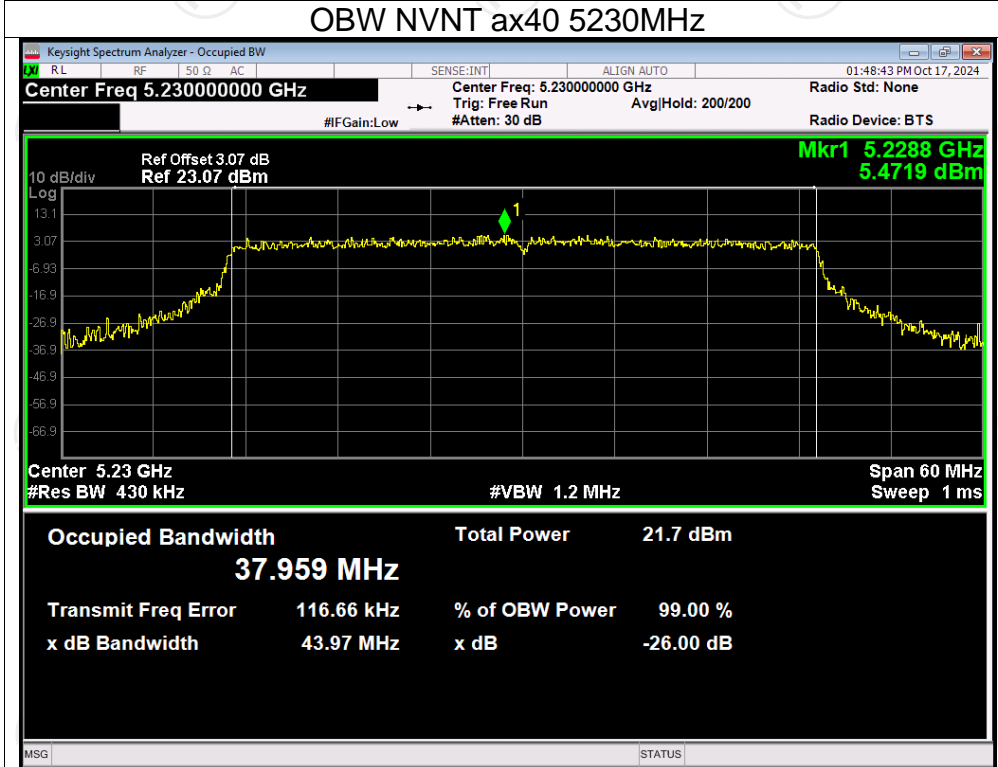 OBW NVNT ax40 5230MHz
Keysight Spectrum Analyzer - Occupied BW
LXI RL RF 50 Ω AC SENSE:INT ALIGN AUTO 01:48:43 PM Oct 17, 2024
Center Freq 5.230000000 GHz Center Freq: 5.230000000 GHz Radio Std: None
Trig: Free Run Avg|Hold: 200/200
#IFGain:Low #Atten: 30 dB Radio Device: BTS
Mkr1 5.2288 GHz
5.4719 dBm
Ref Offset 3.07 dB
10 dB/div Ref 23.07 dBm
Log
13.1
1
3.07
-6.93
-16.9
-26.9
-36.9
-46.9
-56.9
-66.9
Center 5.23 GHz Span 60 MHz
#Res BW 430 kHz #VBW 1.2 MHz Sweep 1 ms
Occupied Bandwidth Total Power 21.7 dBm
37.959 MHz
Transmit Freq Error 116.66 kHz % of OBW Power 99.00 %
x dB Bandwidth 43.97 MHz x dB -26.00 dB
MSG STATUS